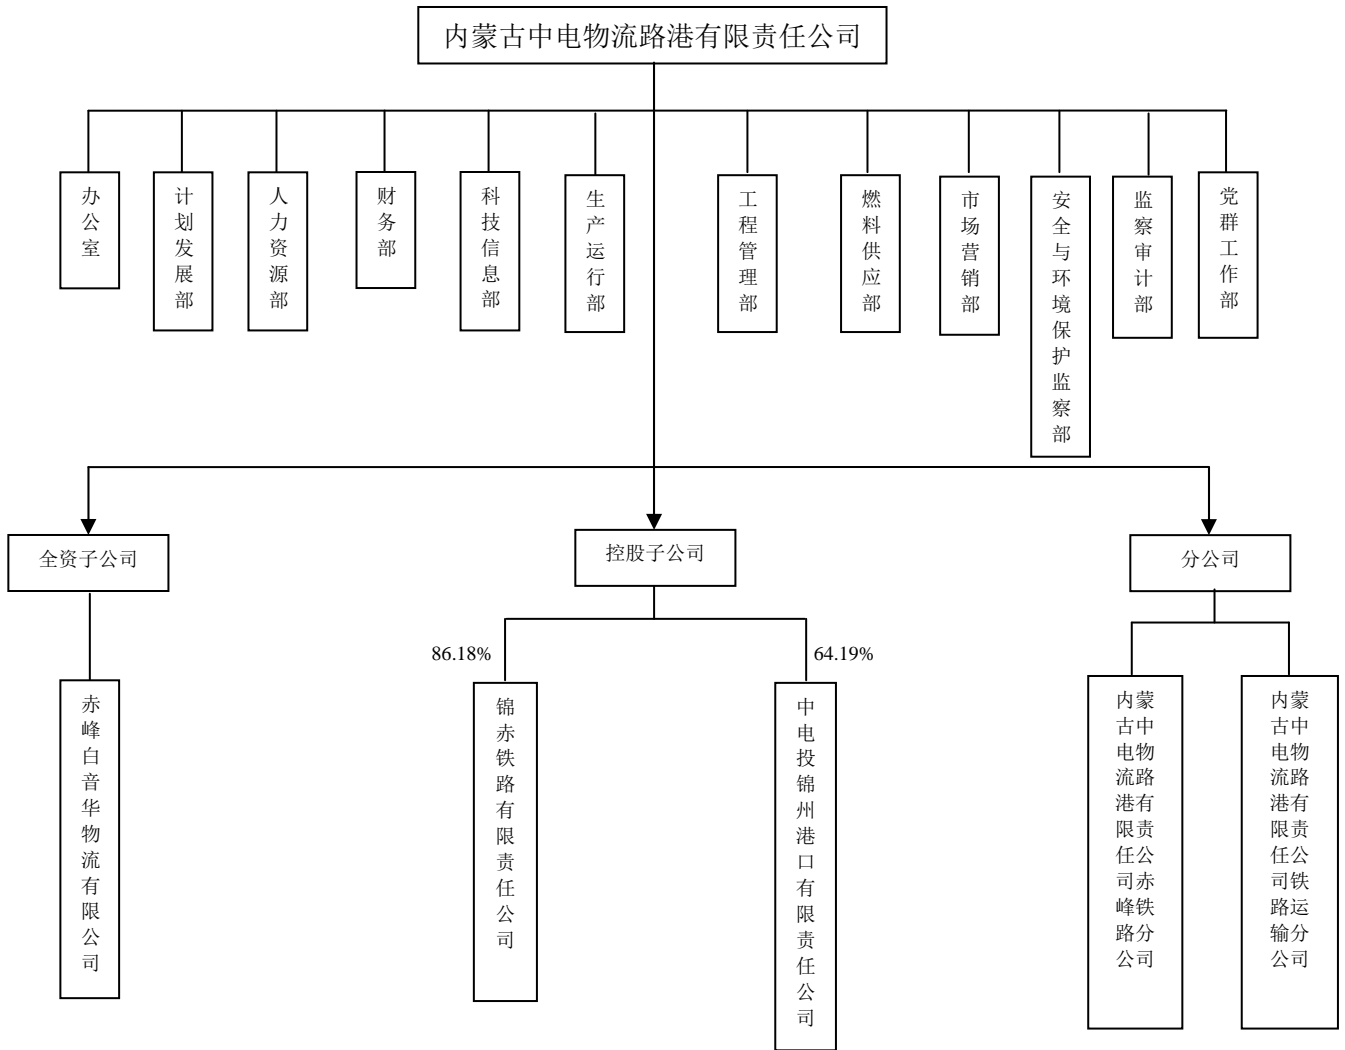 内蒙古中电物流路港有限责任公司
办公室
计划发展部
人力资源部
财务部
科技信息部
生产运行部
工程管理部
燃料供应部
市场营销部
安全与环境保护监察部
监察审计部
党群工作部
全资子公司
控股子公司
分公司
86.18%
64.19%
赤峰白音华物流有限公司
锦赤铁路有限责任公司
中电投锦州港口有限责任公司
内蒙古中电物流路港有限责任公司赤峰铁路分公司
内蒙古中电物流路港有限责任公司铁路运输分公司